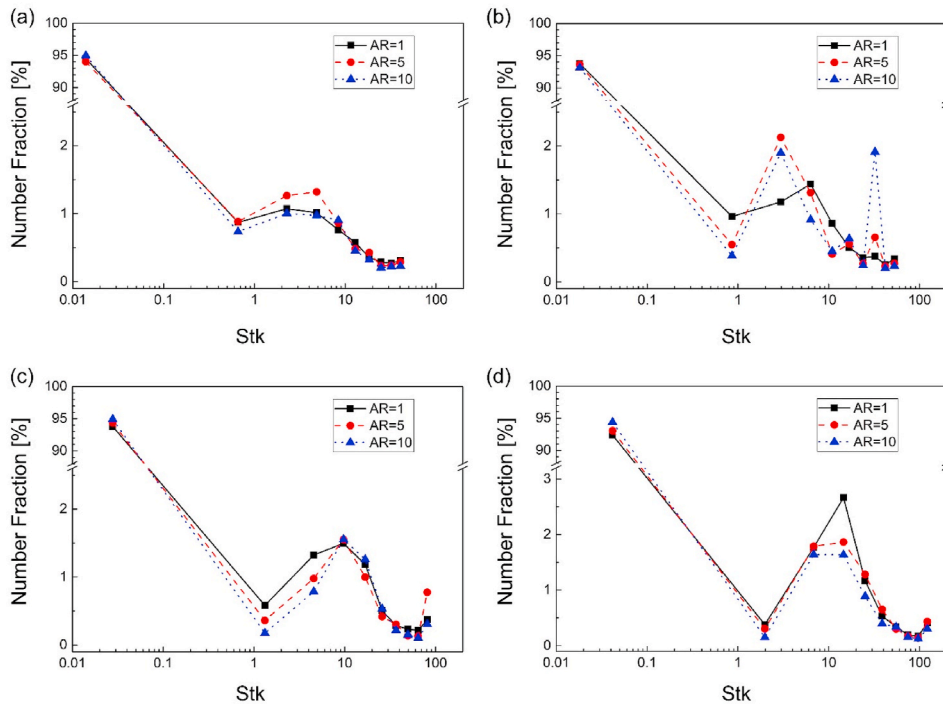 (a)
Number Fraction [%]
100
95
90
2
1
0
AR=1
AR=5
AR=10
0.01 0.1 1 10 100
Stk
(b)
Number Fraction [%]
100
95
90
2
1
0
AR=1
AR=5
AR=10
0.01 0.1 1 10 100
Stk
(c)
Number Fraction [%]
100
95
90
2
1
0
AR=1
AR=5
AR=10
0.01 0.1 1 10 100
Stk
(d)
Number Fraction [%]
100
95
90
3
2
1
0
AR=1
AR=5
AR=10
0.01 0.1 1 10 100
Stk